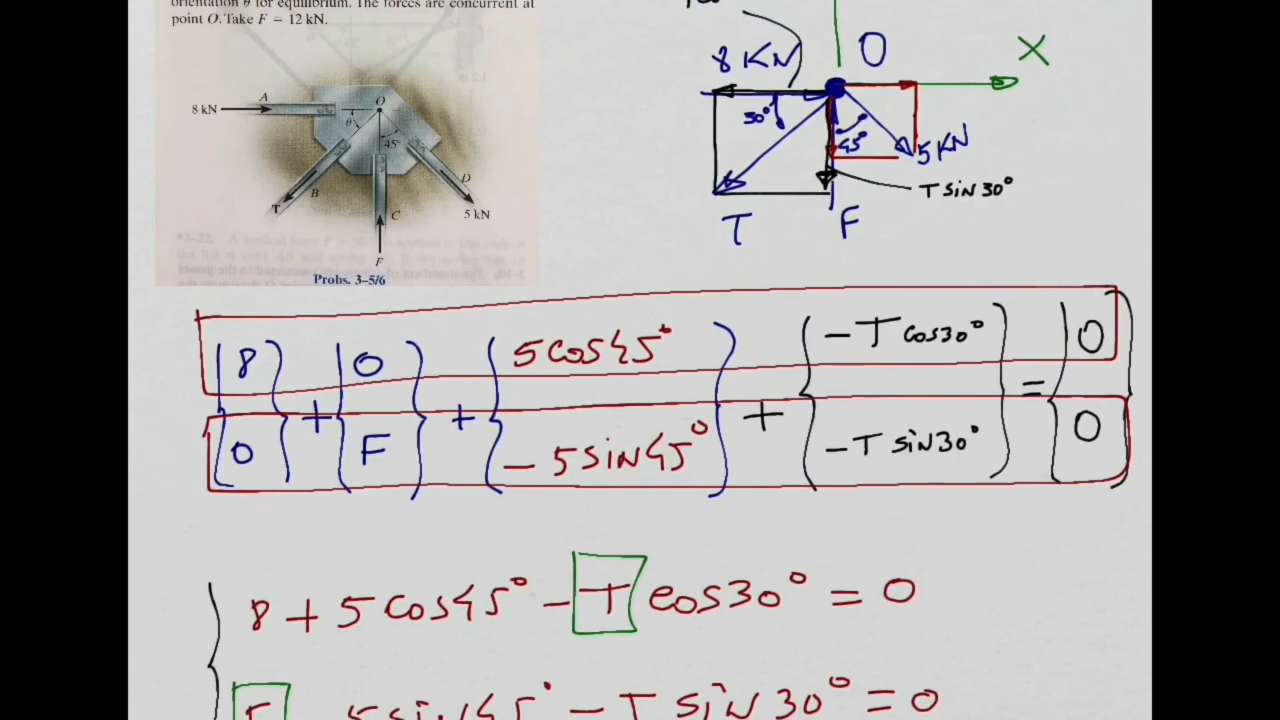 orientation θ for equilibrium. The forces are concurrent at
point O. Take F = 12 kN.
8 kN
A
O
θ
45°
B
T
C
D
5 kN
F
Probs. 3–5/6
8 KN
O
X
30°
45°
5 KN
T sin 30°
T
F
8 + 0 + 5 cos 45° + -T cos 30° = 0
0 F - 5 sin 45° -T sin 30° 0
8 + 5 cos 45° - T cos 30° = 0
5 sin 45° - T sin 30° = 0